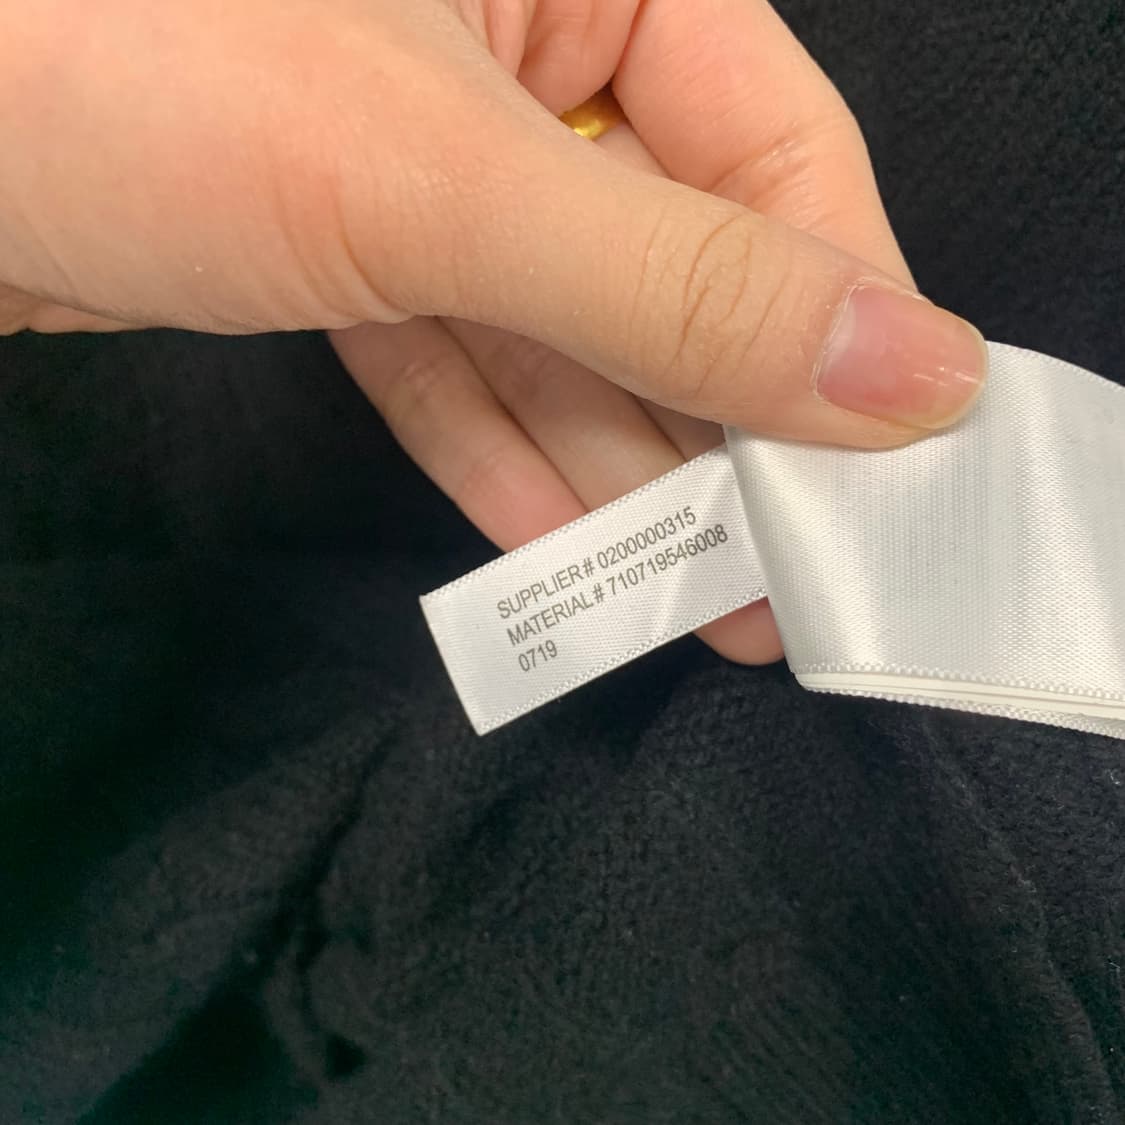 SUPPLIER# 0200000315
MATERIAL# 710719546008
0719